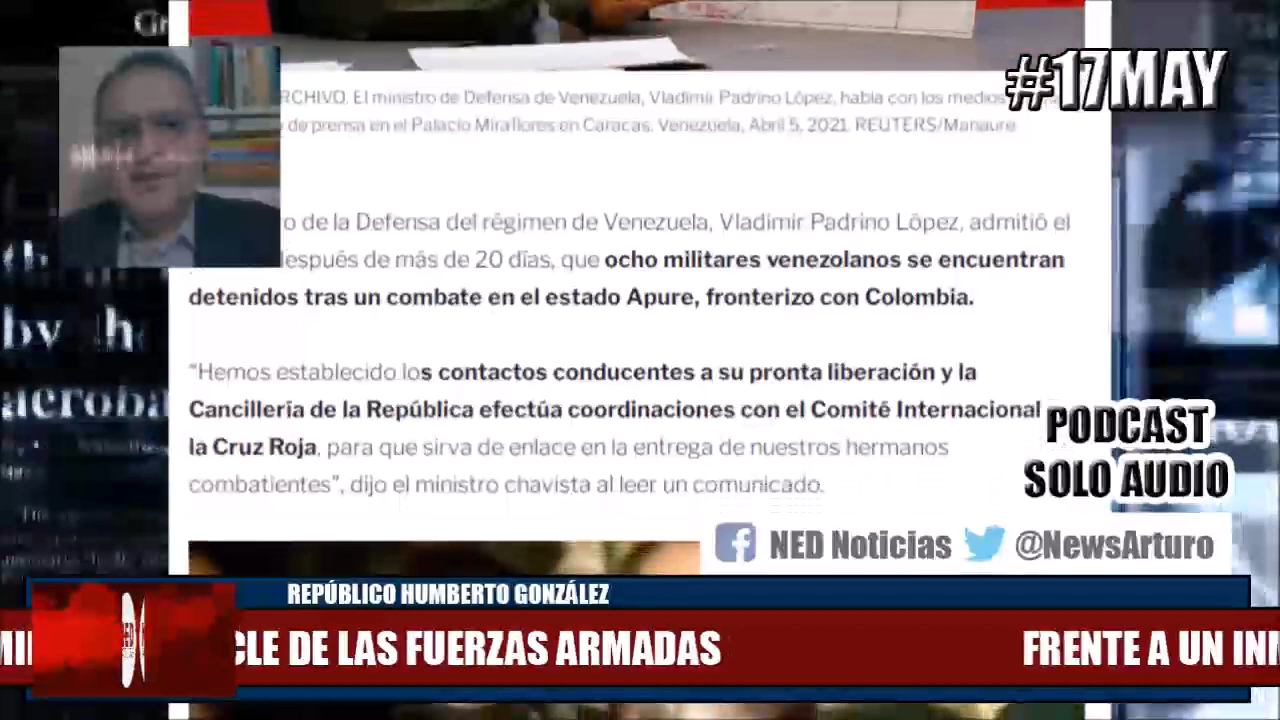 #17MAY
RCHIVO. El ministro de Defensa de Venezuela, Vladimir Padrino López, habla con los medios
de prensa en el Palacio Miraflores en Caracas, Venezuela, Abril 5, 2021. REUTERS/Manaure
o de la Defensa del régimen de Venezuela, Vladimir Padrino López, admitió el
después de más de 20 días, que ocho militares venezolanos se encuentran
detenidos tras un combate en el estado Apure, fronterizo con Colombia.
“Hemos establecido los contactos conducentes a su pronta liberación y la
Cancillería de la República efectúa coordinaciones con el Comité Internacional
la Cruz Roja, para que sirva de enlace en la entrega de nuestros hermanos
combatientes”, dijo el ministro chavista al leer un comunicado.
by
acroba
PODCAST
SOLO AUDIO
NED Noticias @NewsArturo
REPÚBLICO HUMBERTO GONZÁLEZ
CLE DE LAS FUERZAS ARMADAS FRENTE A UN